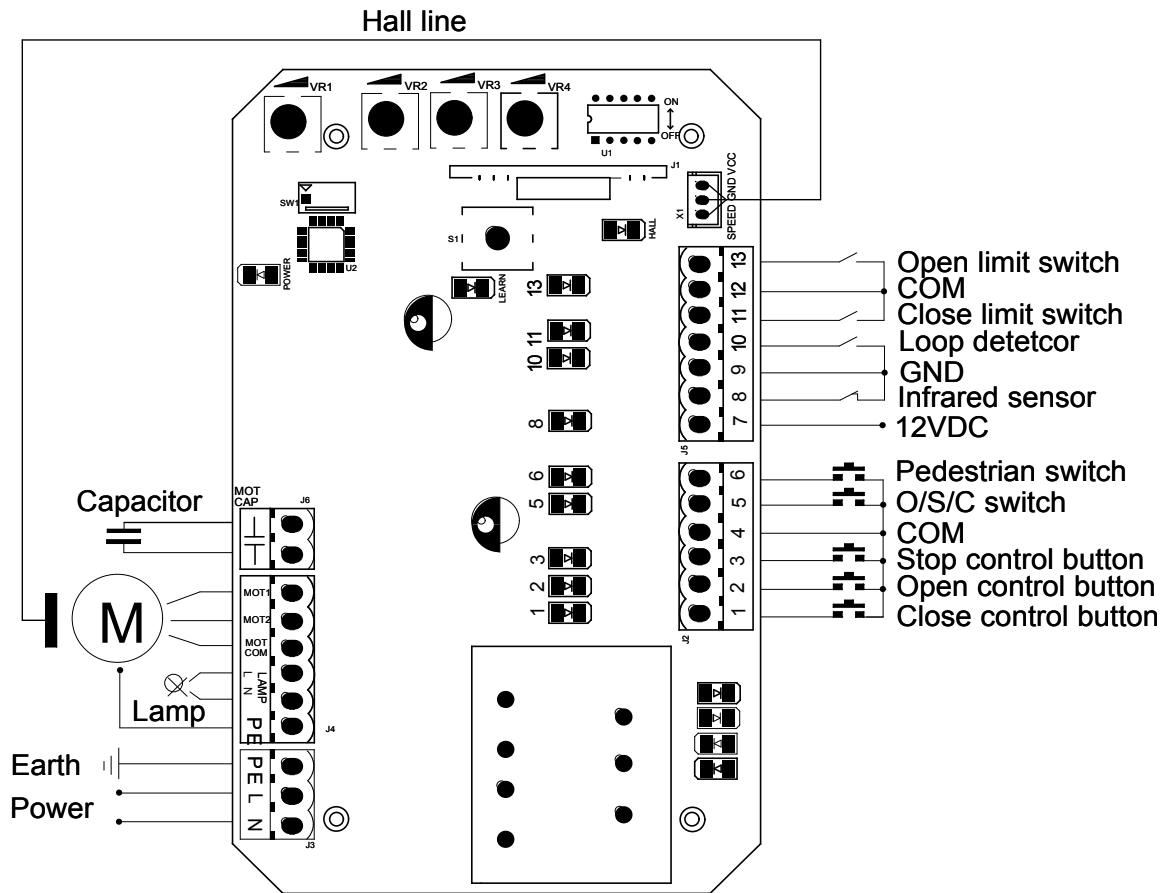 Hall line
VR1
VR2
VR3
VR4
ON
OFF
U1
J1
SW1
U2
POWER
S1
LEARN
HALL
X1
SPEED GND VCC
13
11
10
8
6
5
3
2
1
13 Open limit switch
12 COM
11 Close limit switch
10 Loop detetcor
9 GND
8 Infrared sensor
7 12VDC
J5
6 Pedestrian switch
5 O/S/C switch
4 COM
3 Stop control button
2 Open control button
1 Close control button
J2
Capacitor
MOT
CAP
J6
M
MOT1
MOT2
MOT
COM
L
N
LAMP
Lamp
PE
J4
Earth
PE
Power
L
N
J3